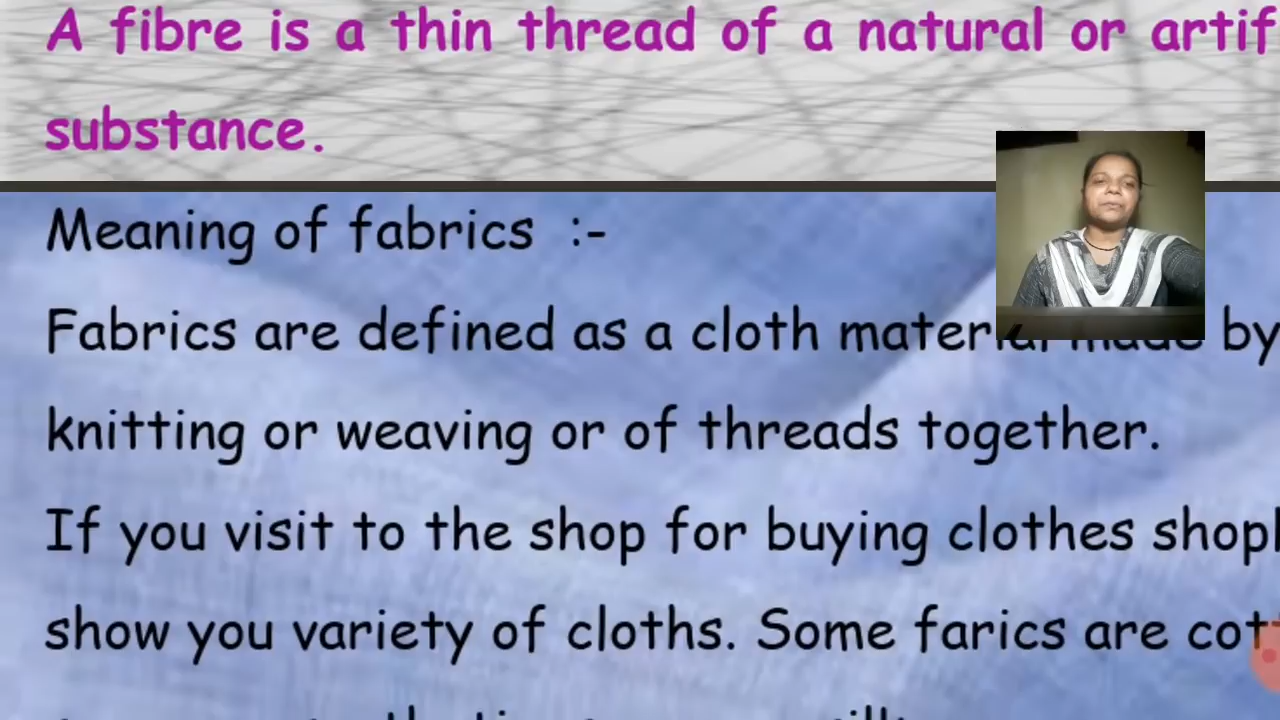 A fibre is a thin thread of a natural or artif
substance.
Meaning of fabrics :-
Fabrics are defined as a cloth material made by
knitting or weaving or of threads together.
If you visit to the shop for buying clothes shop
show you variety of cloths. Some farics are cot